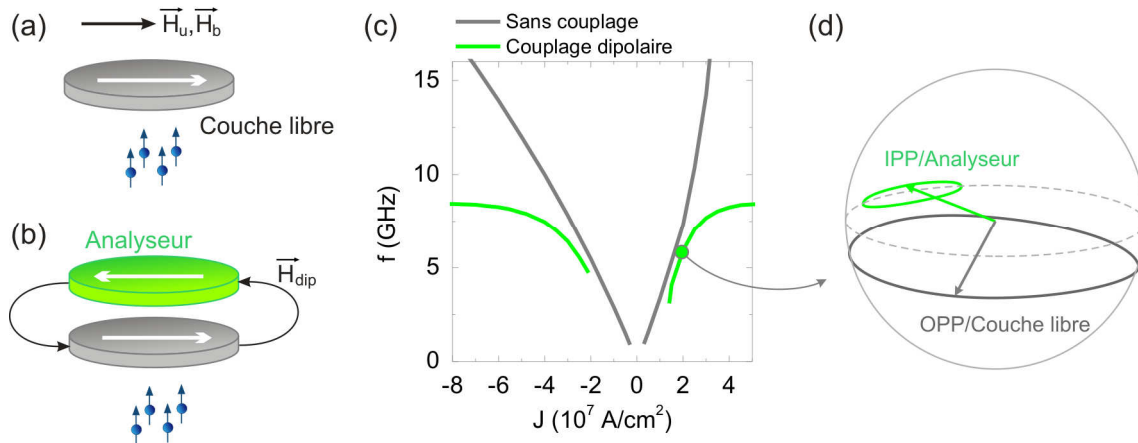 (a)
H_u, H_b
Couche libre
(b)
Analyseur
H_dip
(c)
Sans couplage
Couplage dipolaire
15
10
5
0
f (GHz)
-8 -6 -4 -2 0 2 4
J (10^7 A/cm^2)
(d)
IPP/Analyseur
OPP/Couche libre